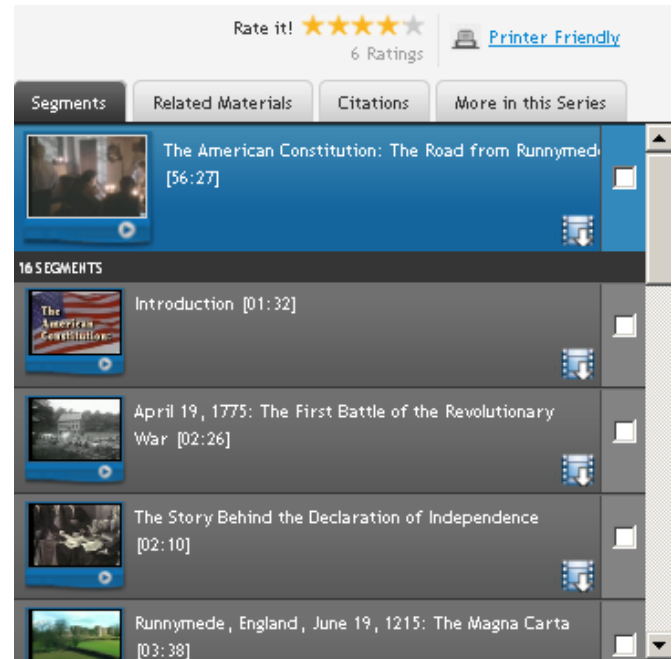 Rate it!
6 Ratings
Printer Friendly
Segments
Related Materials
Citations
More in this Series
The American Constitution: The Road from Runnymed
[56:27]
16 SEGMENTS
The
American
Constitution:
Introduction [01:32]
April 19, 1775: The First Battle of the Revolutionary
War [02:26]
The Story Behind the Declaration of Independence
[02:10]
Runnymede, England, June 19, 1215: The Magna Carta
[03:38]